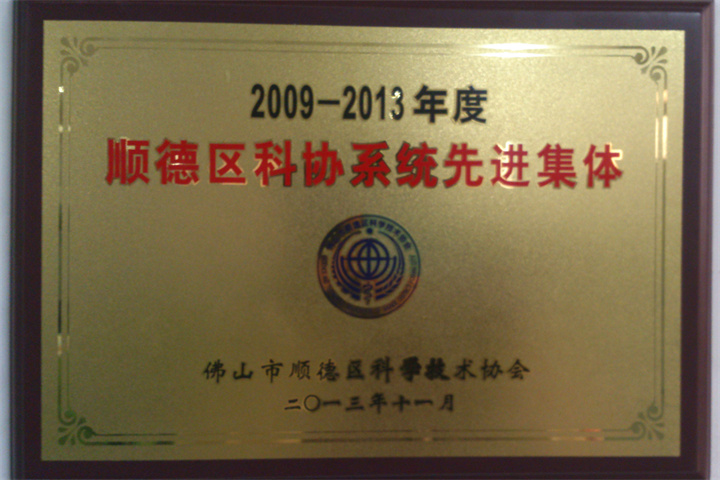 2009-2013年度
顺德区科协系统先进集体
佛山市顺德区科学技术协会
二〇一三年十一月